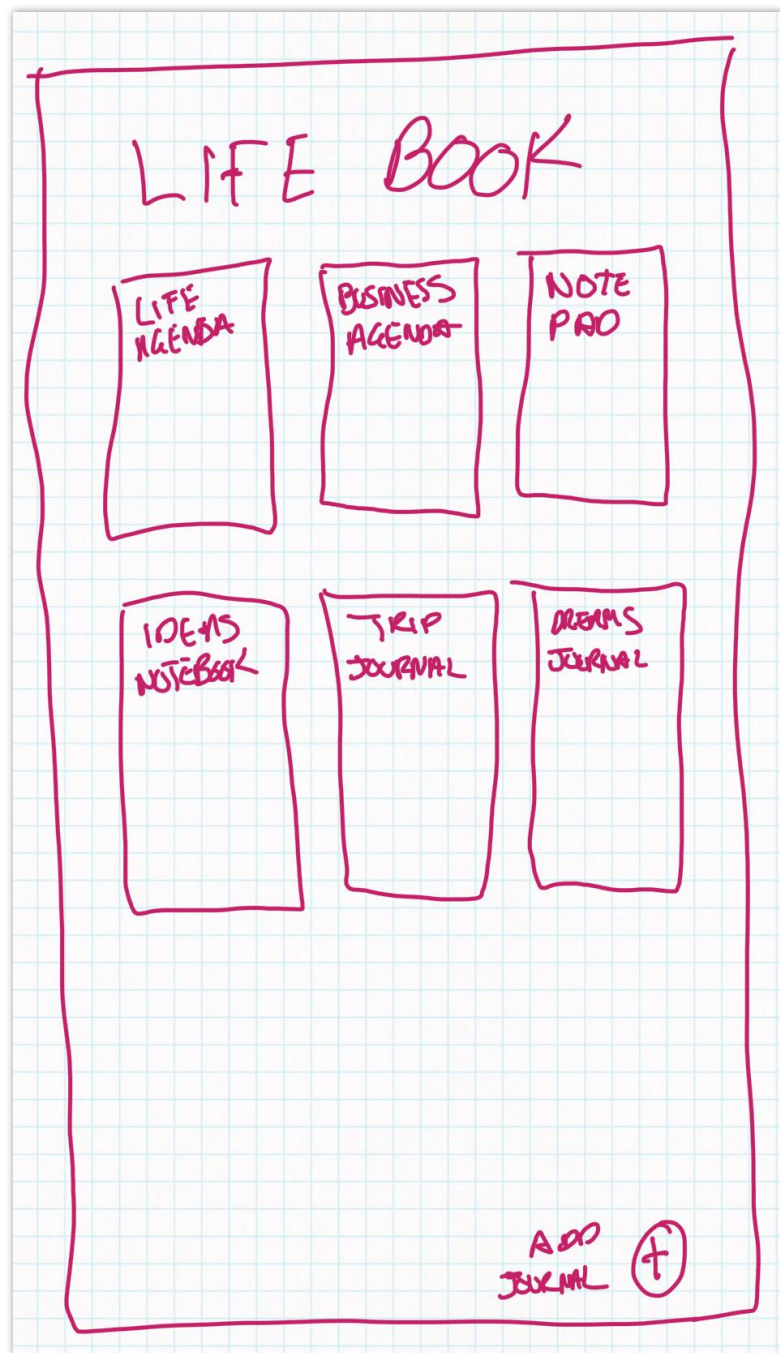 LIFE BOOK
LIFE
AGENDA
BUSINESS
AGENDA
NOTE
PAD
IDEAS
NOTEBOOK
TRIP
JOURNAL
DREAMS
JOURNAL
ADD
JOURNAL
+